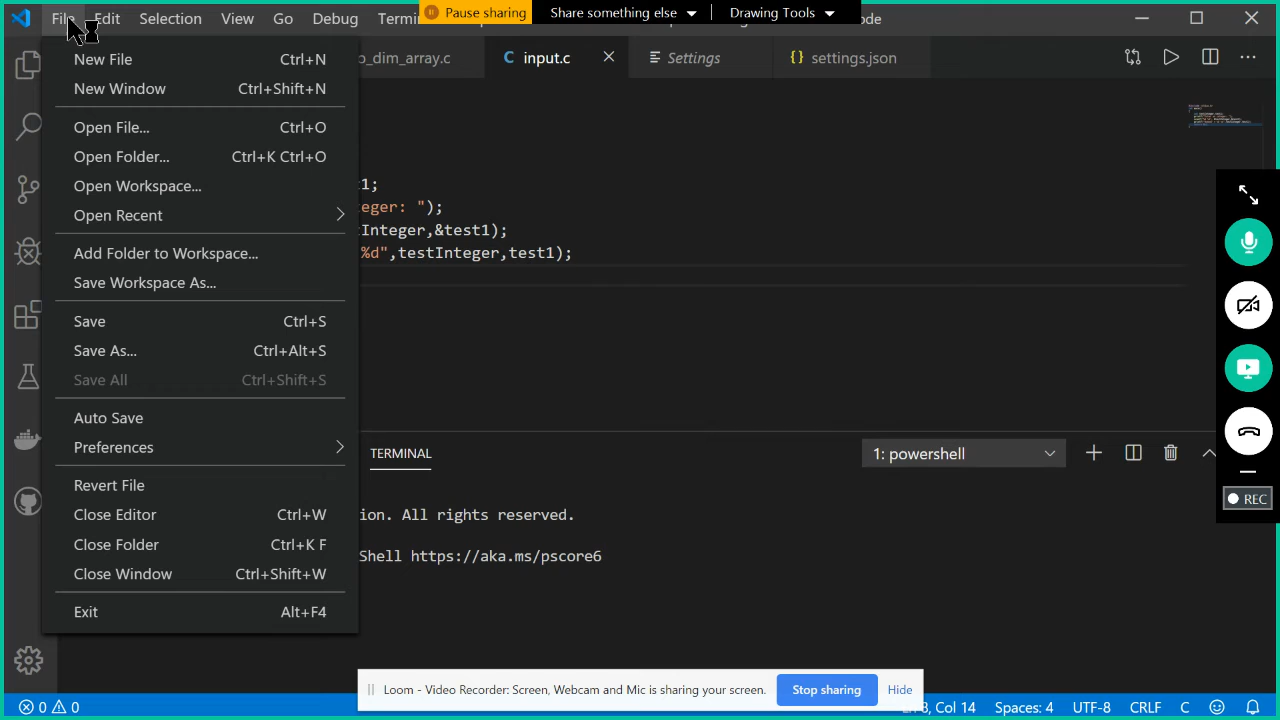 File Edit Selection View Go Debug Termi
Pause sharing Share something else Drawing Tools
ode
o_dim_array.c C input.c Settings {} settings.json
New File Ctrl+N
New Window Ctrl+Shift+N
Open File... Ctrl+O
Open Folder... Ctrl+K Ctrl+O
Open Workspace...
Open Recent
Add Folder to Workspace...
Save Workspace As...
Save Ctrl+S
Save As... Ctrl+Alt+S
Save All Ctrl+Shift+S
Auto Save
Preferences
Revert File
Close Editor Ctrl+W
Close Folder Ctrl+K F
Close Window Ctrl+Shift+W
Exit Alt+F4
t1;
eger: ");
tInteger,&test1);
%d",testInteger,test1);
TERMINAL 1: powershell
ion. All rights reserved.
Shell https://aka.ms/pscore6
REC
Loom - Video Recorder: Screen, Webcam and Mic is sharing your screen. Stop sharing Hide
0 0 Col 14 Spaces: 4 UTF-8 CRLF C